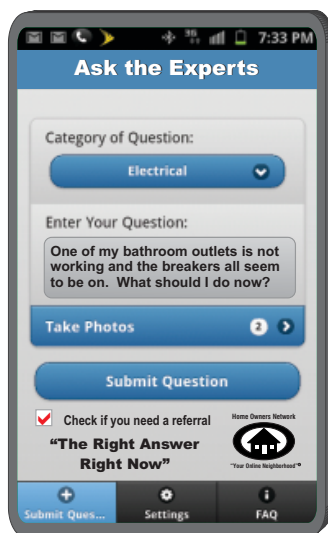 3G
7:33 PM
Ask the Experts
Category of Question:
Electrical
Enter Your Question:
One of my bathroom outlets is not
working and the breakers all seem
to be on.  What should I do now?
Take Photos
2
Submit Question
Check if you need a referral
“The Right Answer
Right Now”
Home Owners Network
"Your Online Neighborhood"®
Submit Ques...
Settings
FAQ